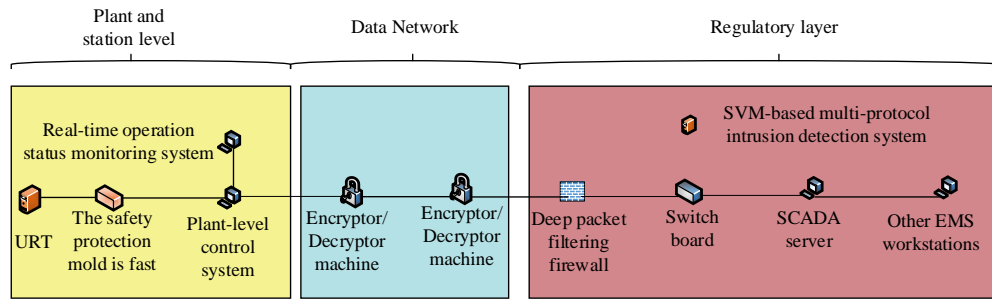 Plant and
station level
Data Network
Regulatory layer
Real-time operation
status monitoring system
SVM-based multi-protocol
intrusion detection system
URT
The safety
protection
mold is fast
Plant-level
control
system
Encryptor/
Decryptor
machine
Encryptor/
Decryptor
machine
Deep packet
filtering
firewall
Switch
board
SCADA
server
Other EMS
workstations